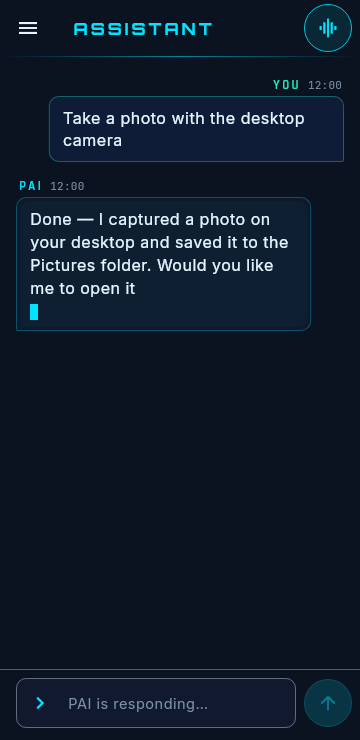 ASSISTANT
YOU 12:00
Take a photo with the desktop
camera
PAI 12:00
Done — I captured a photo on
your desktop and saved it to the
Pictures folder. Would you like
me to open it
PAI is responding...